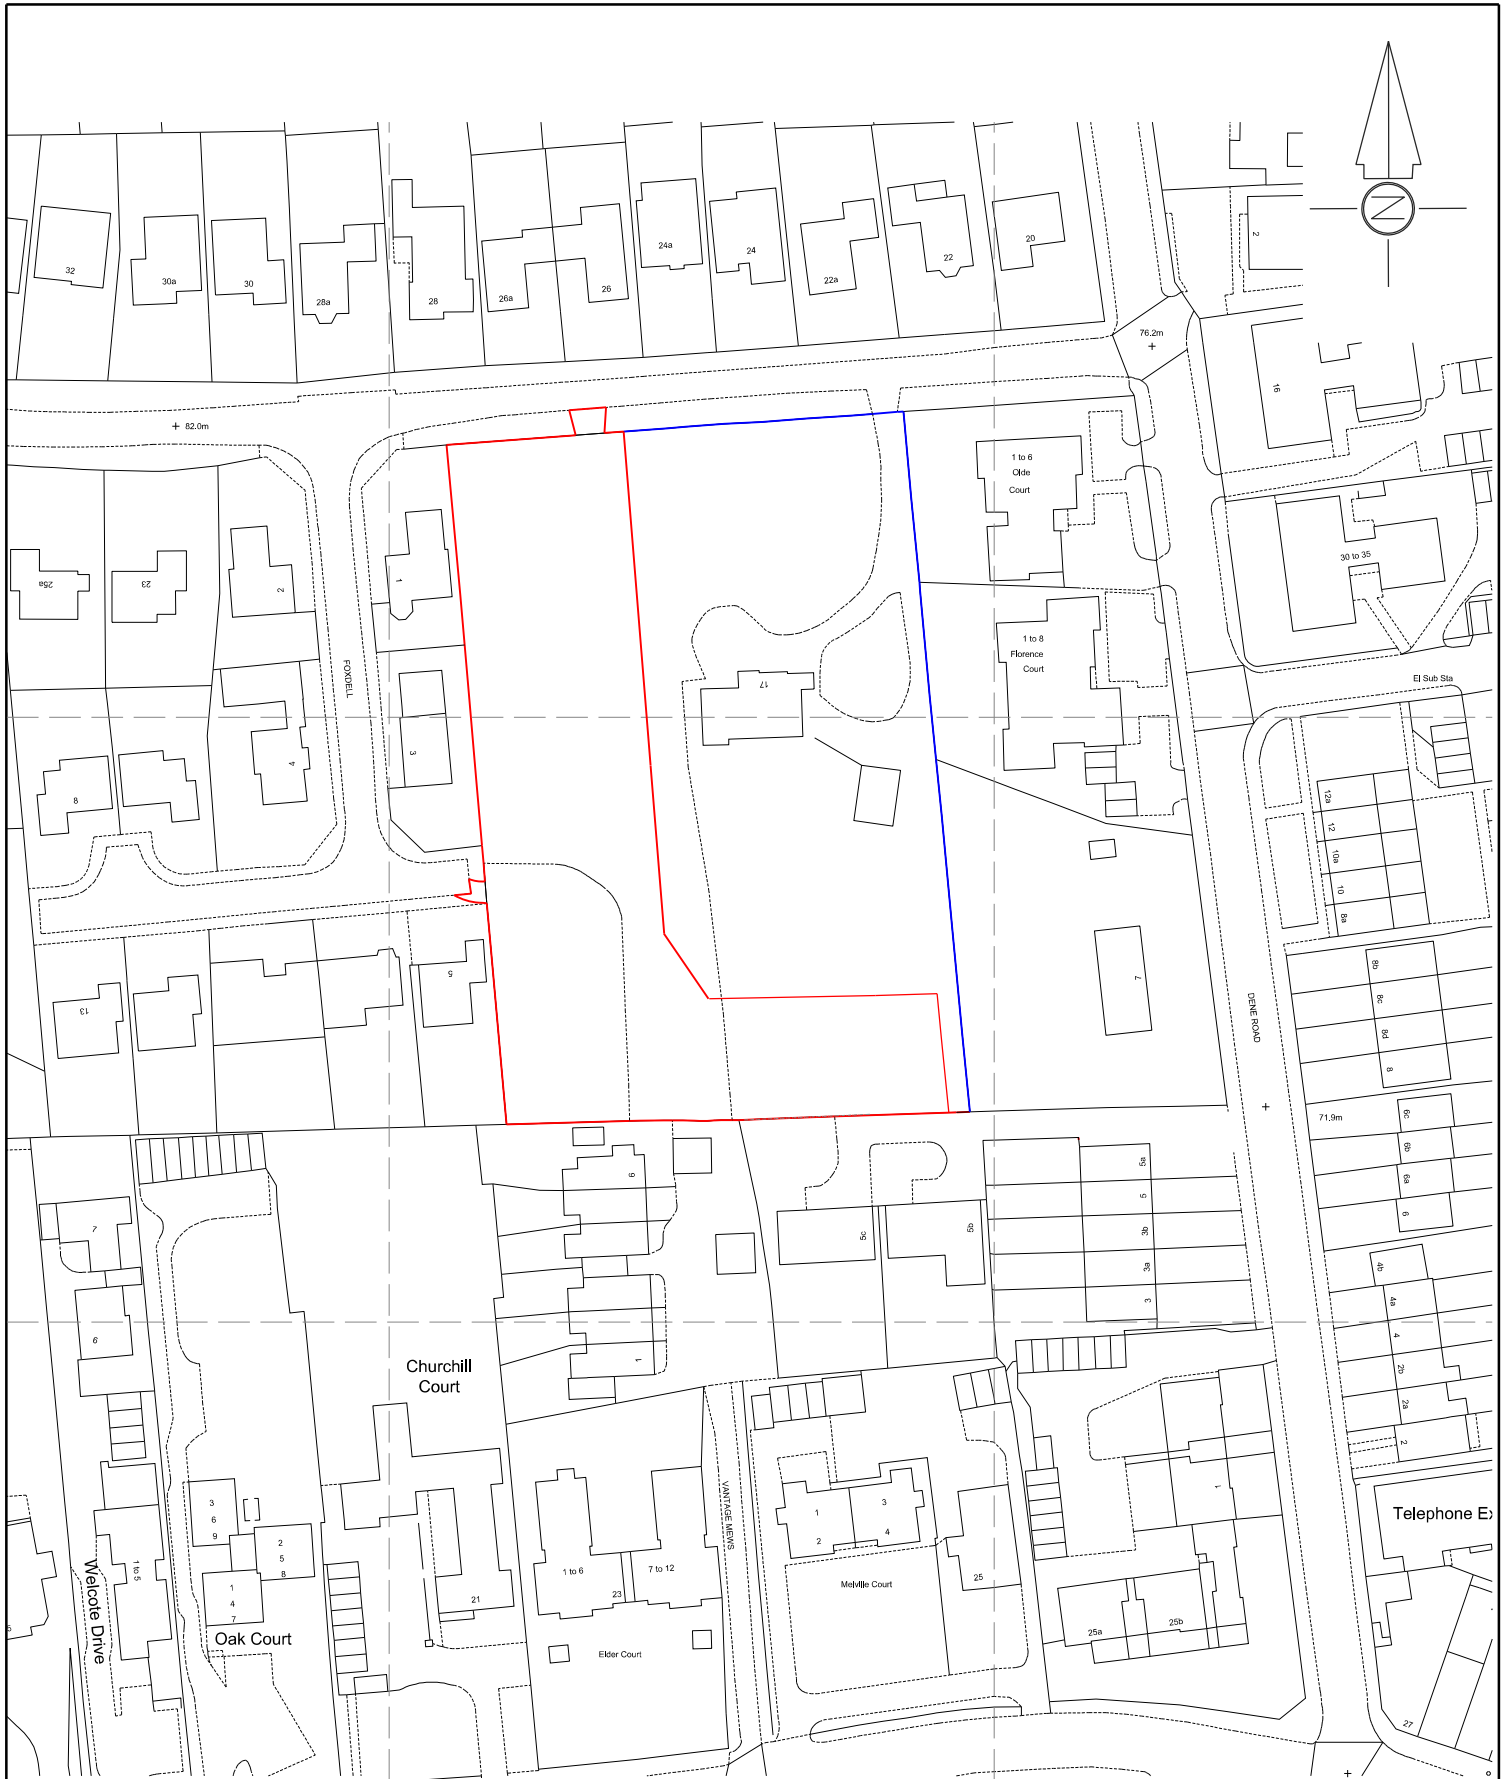 32
30a
30
28a
28
26a
26
24a
24
22a
22
20
2
N
76.2m
16
82.0m
1 to 6
Olde
Court
30 to 35
25a
23
2
1
1 to 8
Florence
Court
FOXDELL
17
El Sub Sta
4
3
8
12a
12
10a
10
8a
5
7
13
8b
8c
8d
8
DENE ROAD
71.9m
6c
6b
6a
6
9
5a
5
3b
3a
3
5c
5b
7
6
4b
4a
4
2b
2a
2
1
Churchill
Court
1
3
6
9
2
5
8
1
4
7
1 to 5
Welcote Drive
Oak Court
21
1 to 6
23
7 to 12
Elder Court
VANTAGE MEWS
1
2
3
4
Melville Court
25
25a
25b
Telephone Ex
27